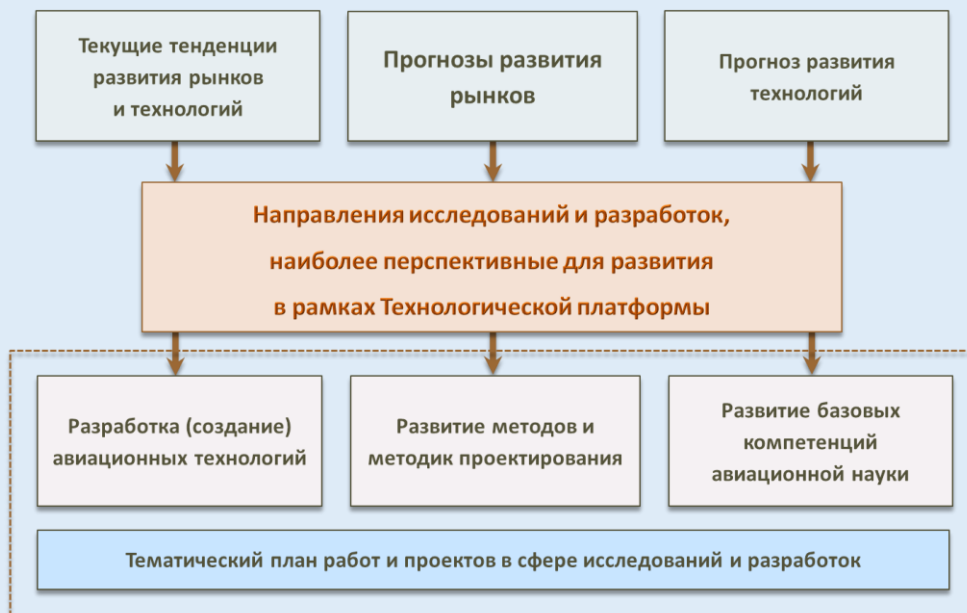 Текущие тенденции
развития рынков
и технологий
Прогнозы развития
рынков
Прогноз развития
технологий
Направления исследований и разработок,
наиболее перспективные для развития
в рамках Технологической платформы
Разработка (создание)
авиационных технологий
Развитие методов и
методик проектирования
Развитие базовых
компетенций
авиационной науки
Тематический план работ и проектов в сфере исследований и разработок